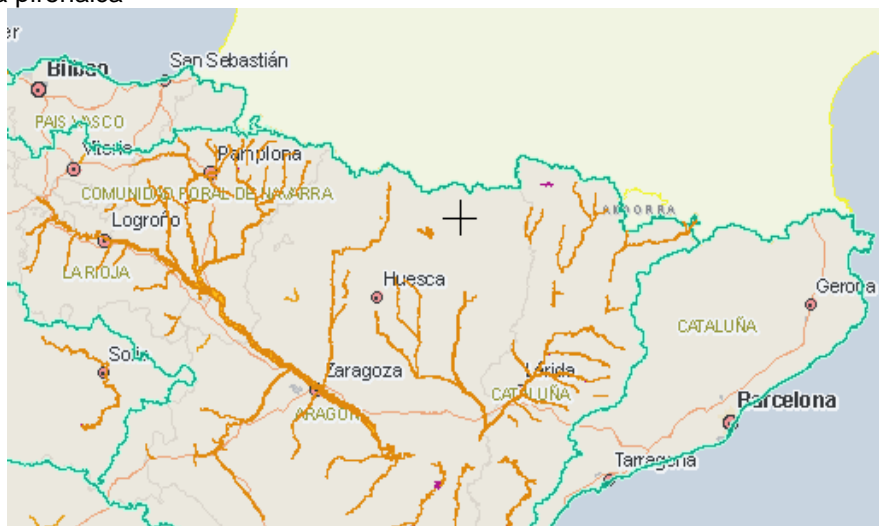 pirenaica
San Sebastián
Bilbao
PAIS VASCO
Vitoria
Pamplona
COMUNIDAD FORAL DE NAVARRA
ANDORRA
Logroño
LA RIOJA
Huesca
Gerona
CATALUÑA
Soria
Zaragoza
Lérida
CATALUÑA
ARAGON
Barcelona
Tarragona